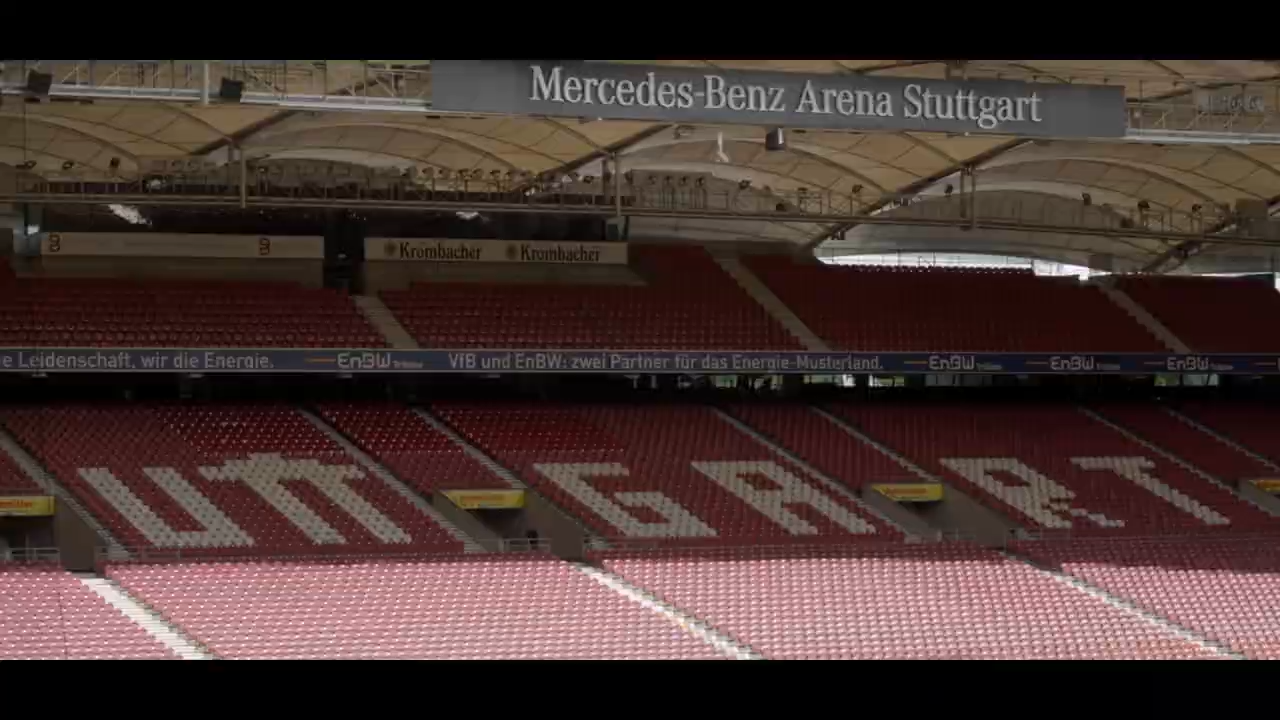 Mercedes-Benz Arena Stuttgart
Krombacher Krombacher
e Leidenschaft, wir die Energie. EnBW VfB und EnBW: zwei Partner für das Energie-Musterland. EnBW EnBW EnBW
UTTGART